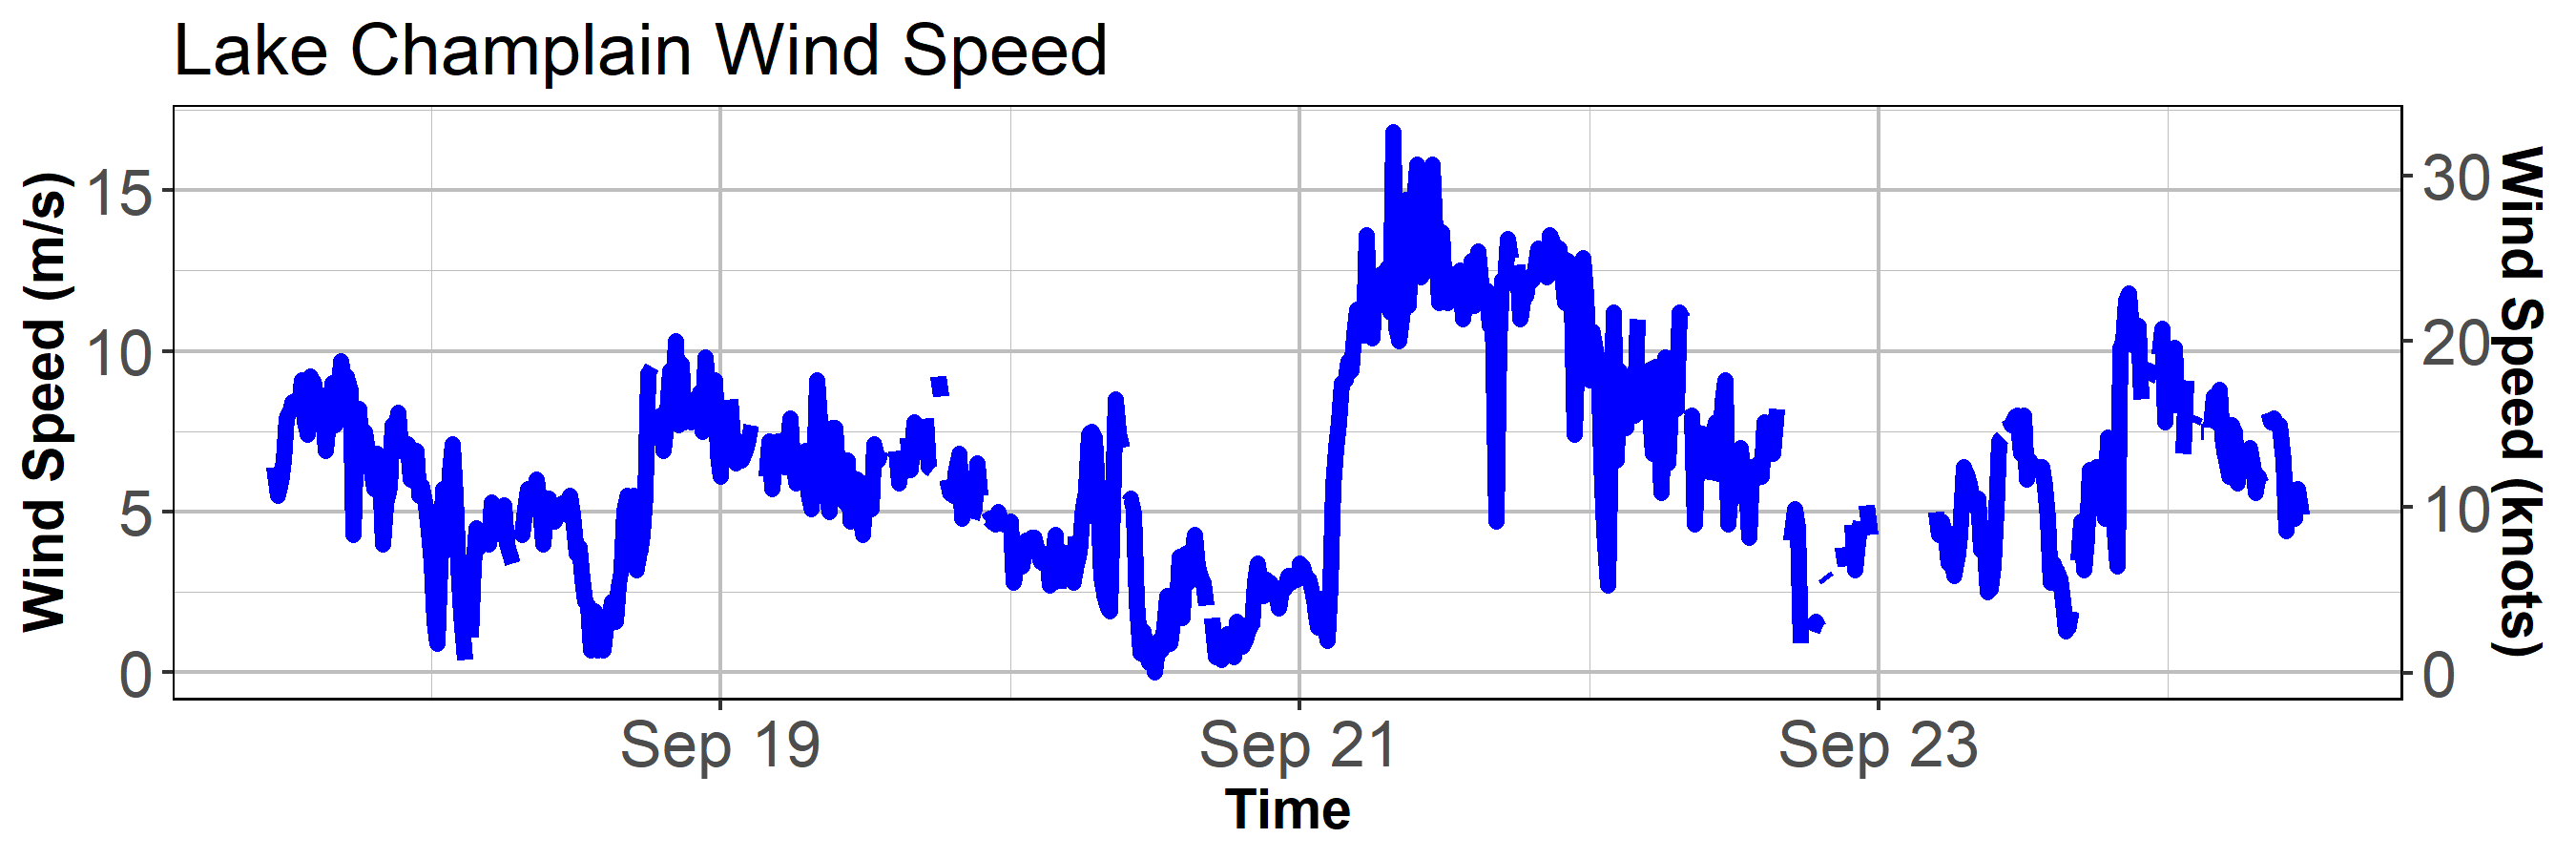 Lake Champlain Wind Speed
Wind Speed (m/s)
15
10
5
0
30
20
10
0
Wind Speed (knots)
Sep 19
Sep 21
Sep 23
Time